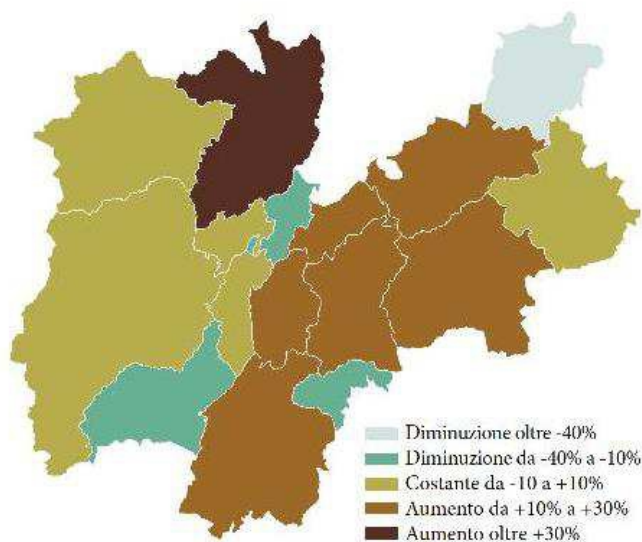 Diminuzione oltre -40%
Diminuzione da -40% a -10%
Costante da -10 a +10%
Aumento da +10% a +30%
Aumento oltre +30%